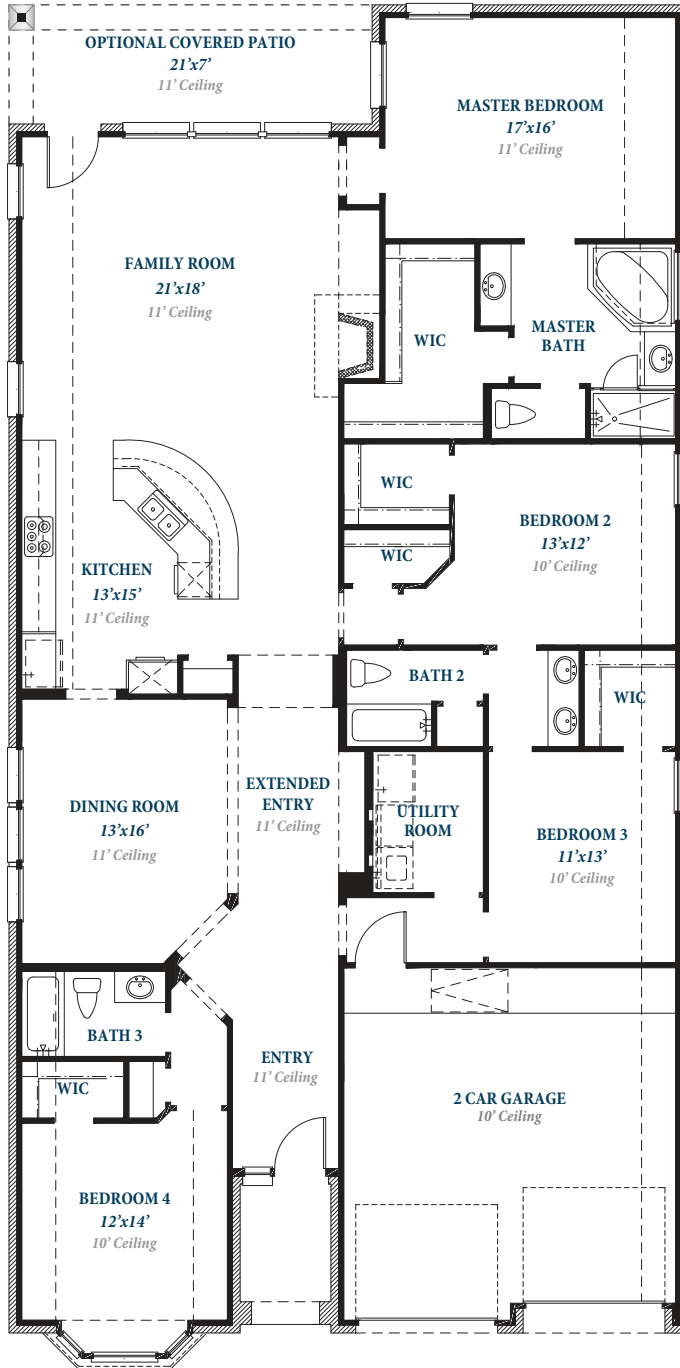 OPTIONAL COVERED PATIO
21’x7’
11’ Ceiling
MASTER BEDROOM
17’x16’
11’ Ceiling
FAMILY ROOM
21’x18’
11’ Ceiling
WIC
MASTER
BATH
WIC
BEDROOM 2
13’x12’
10’ Ceiling
WIC
KITCHEN
13’x15’
11’ Ceiling
BATH 2
WIC
EXTENDED
ENTRY
11’ Ceiling
DINING ROOM
13’x16’
11’ Ceiling
UTILITY
ROOM
BEDROOM 3
11’x13’
10’ Ceiling
BATH 3
ENTRY
11’ Ceiling
WIC
2 CAR GARAGE
10’ Ceiling
BEDROOM 4
12’x14’
10’ Ceiling